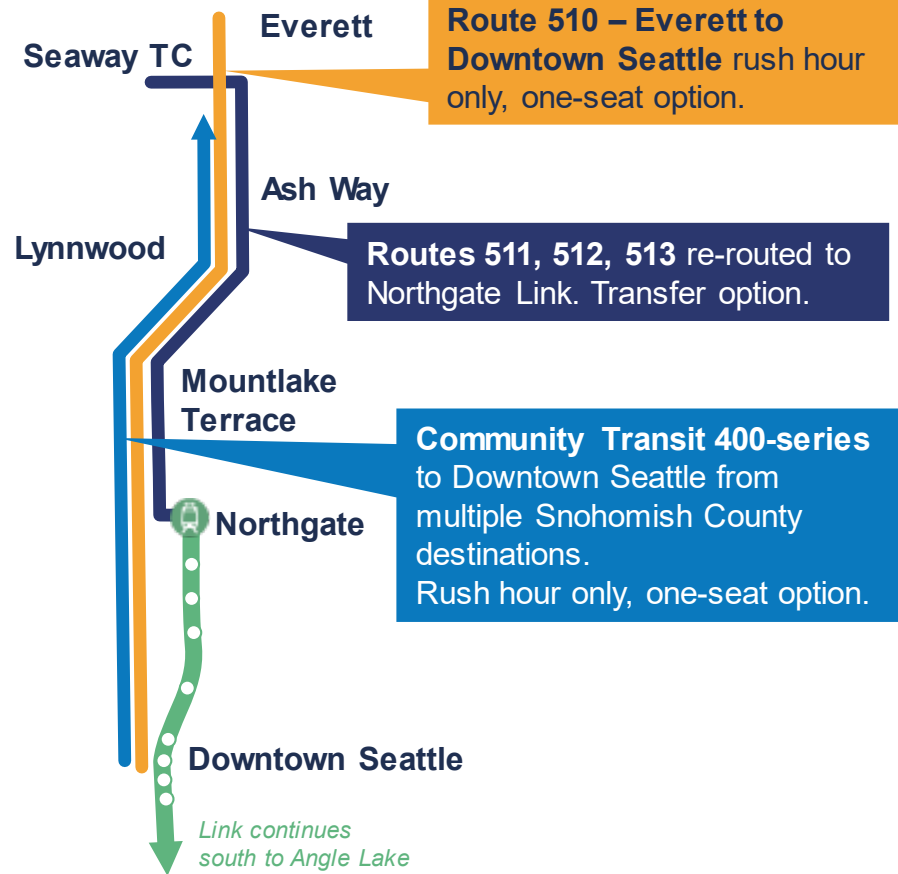 Everett
Seaway TC
Route 510 – Everett to
Downtown Seattle rush hour
only, one-seat option.
Ash Way
Lynnwood
Routes 511, 512, 513 re-routed to
Northgate Link. Transfer option.
Mountlake
Terrace
Community Transit 400-series
to Downtown Seattle from
multiple Snohomish County
destinations.
Rush hour only, one-seat option.
Northgate
Downtown Seattle
Link continues
south to Angle Lake